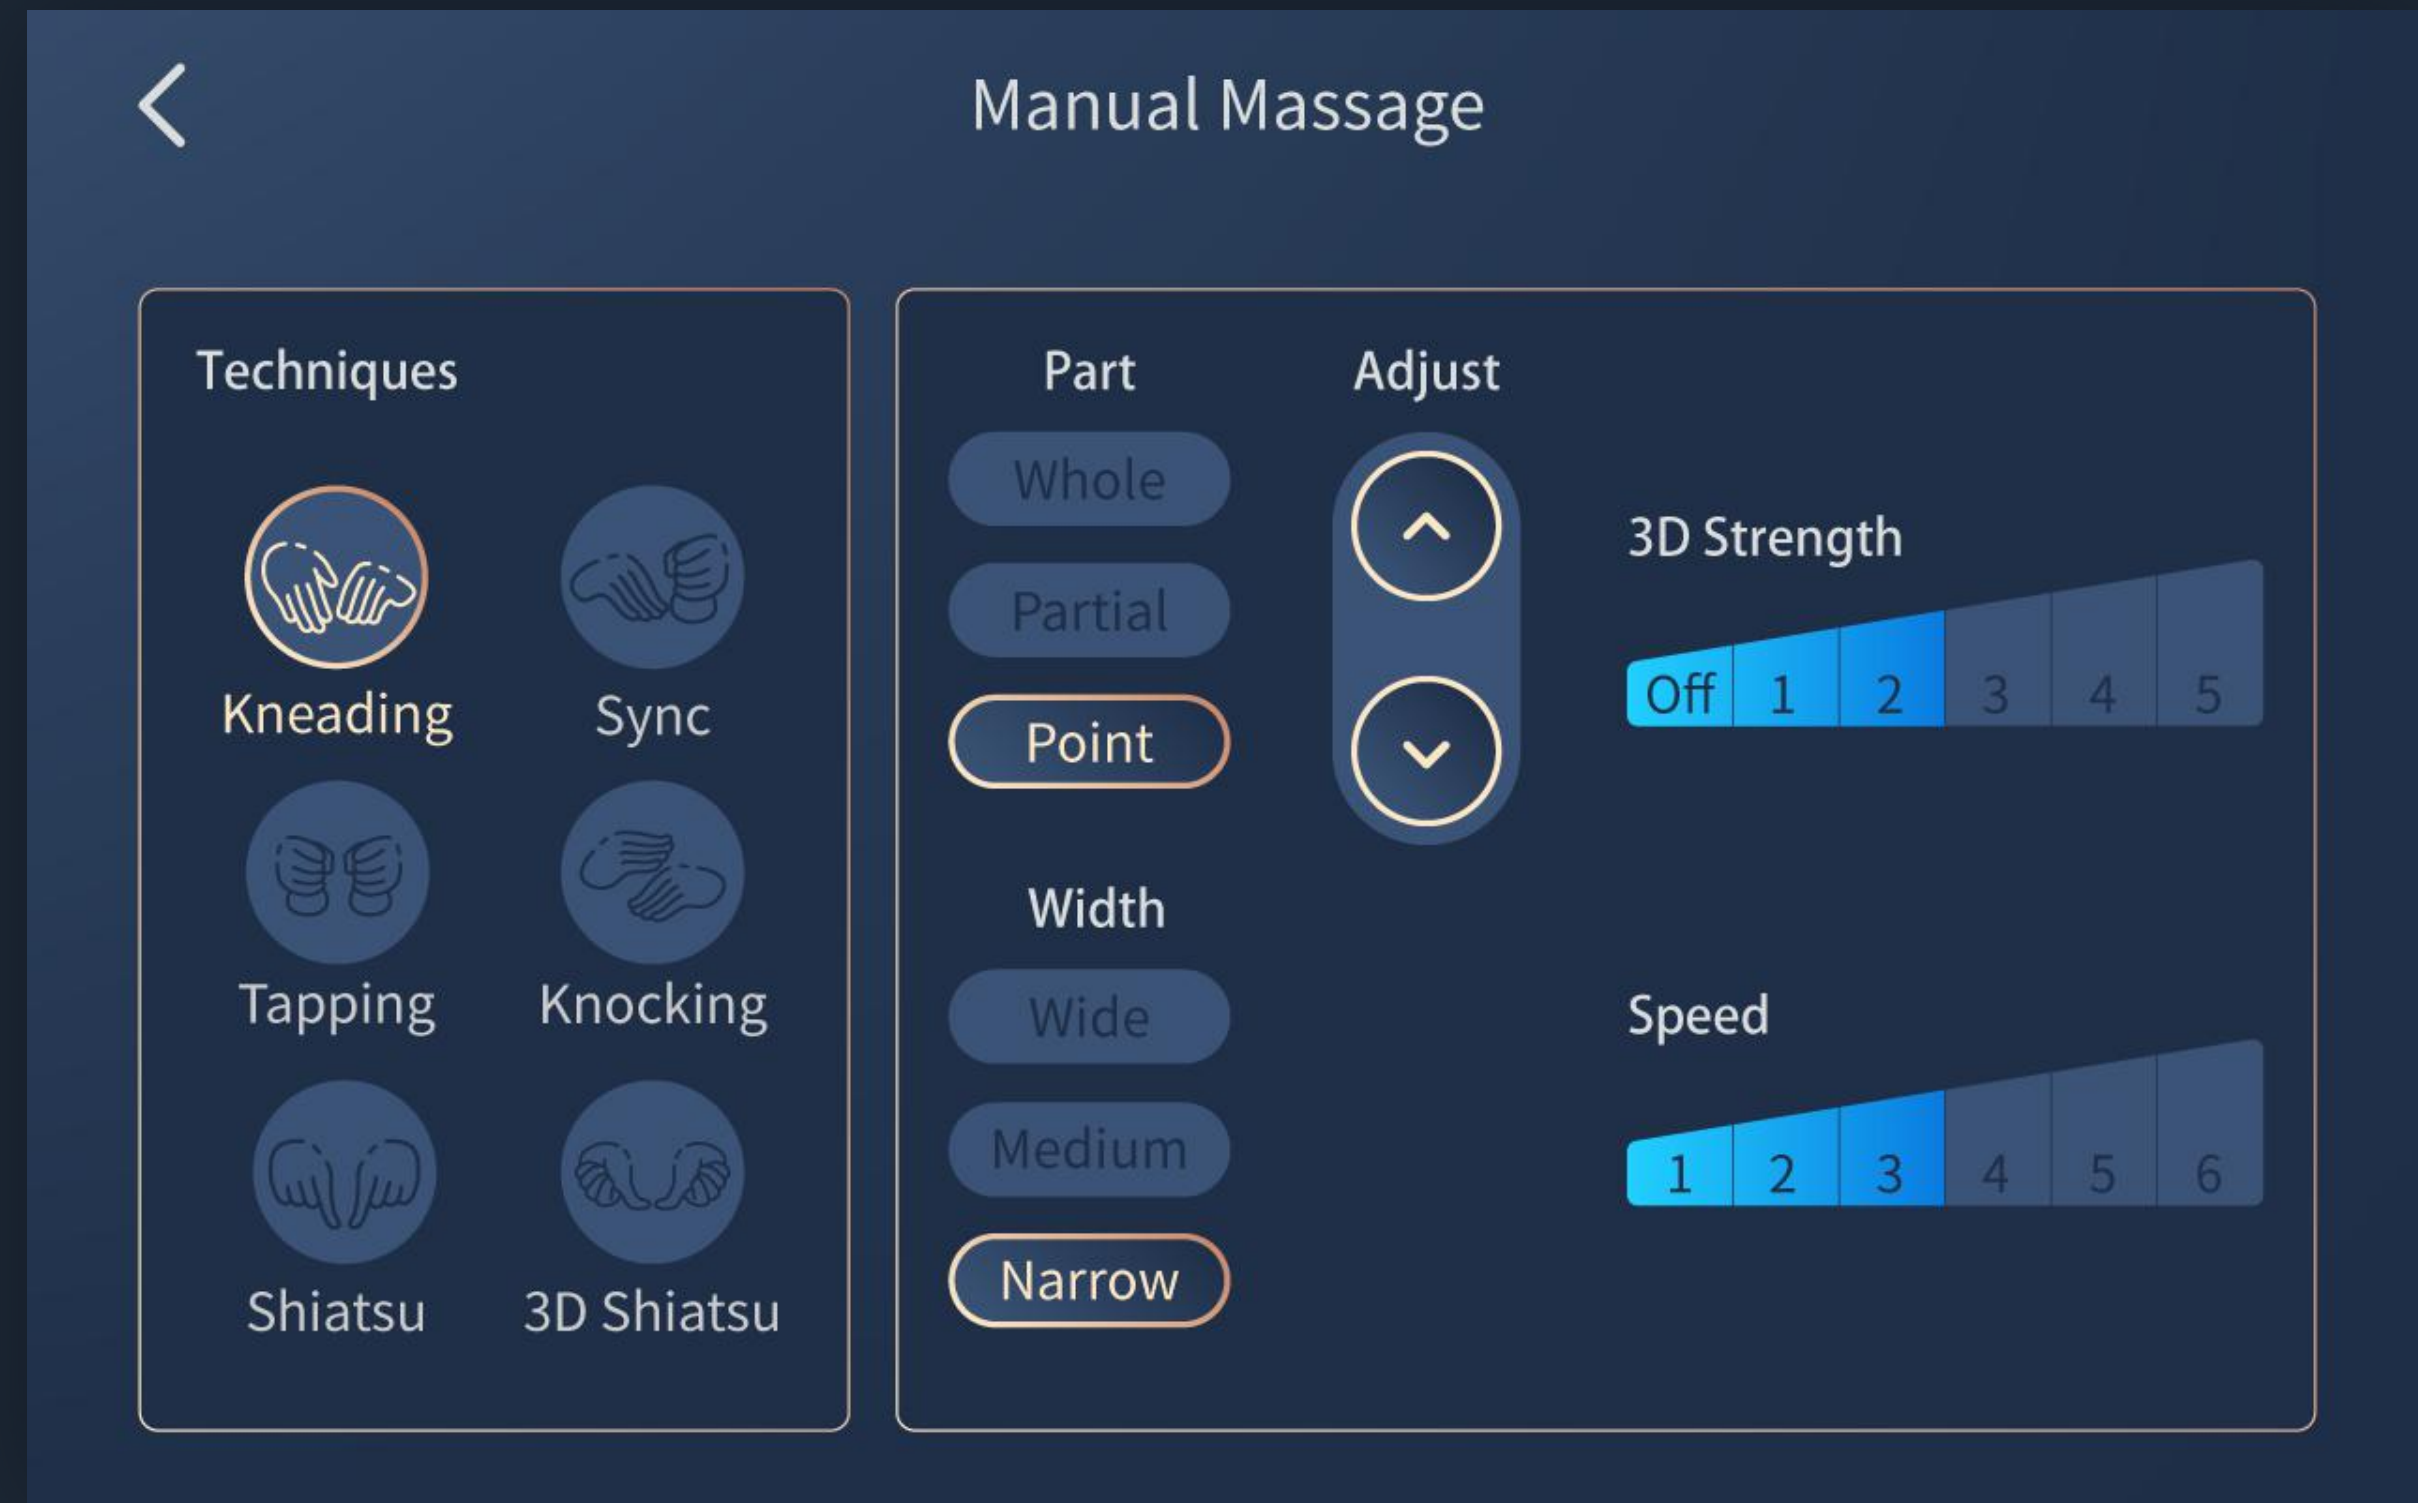 Manual Massage
Techniques
Kneading
Sync
Tapping
Knocking
Shiatsu
3D Shiatsu
Part
Whole
Partial
Point
Adjust
Width
Wide
Medium
Narrow
3D Strength
Off 1 2 3 4 5
Speed
1 2 3 4 5 6